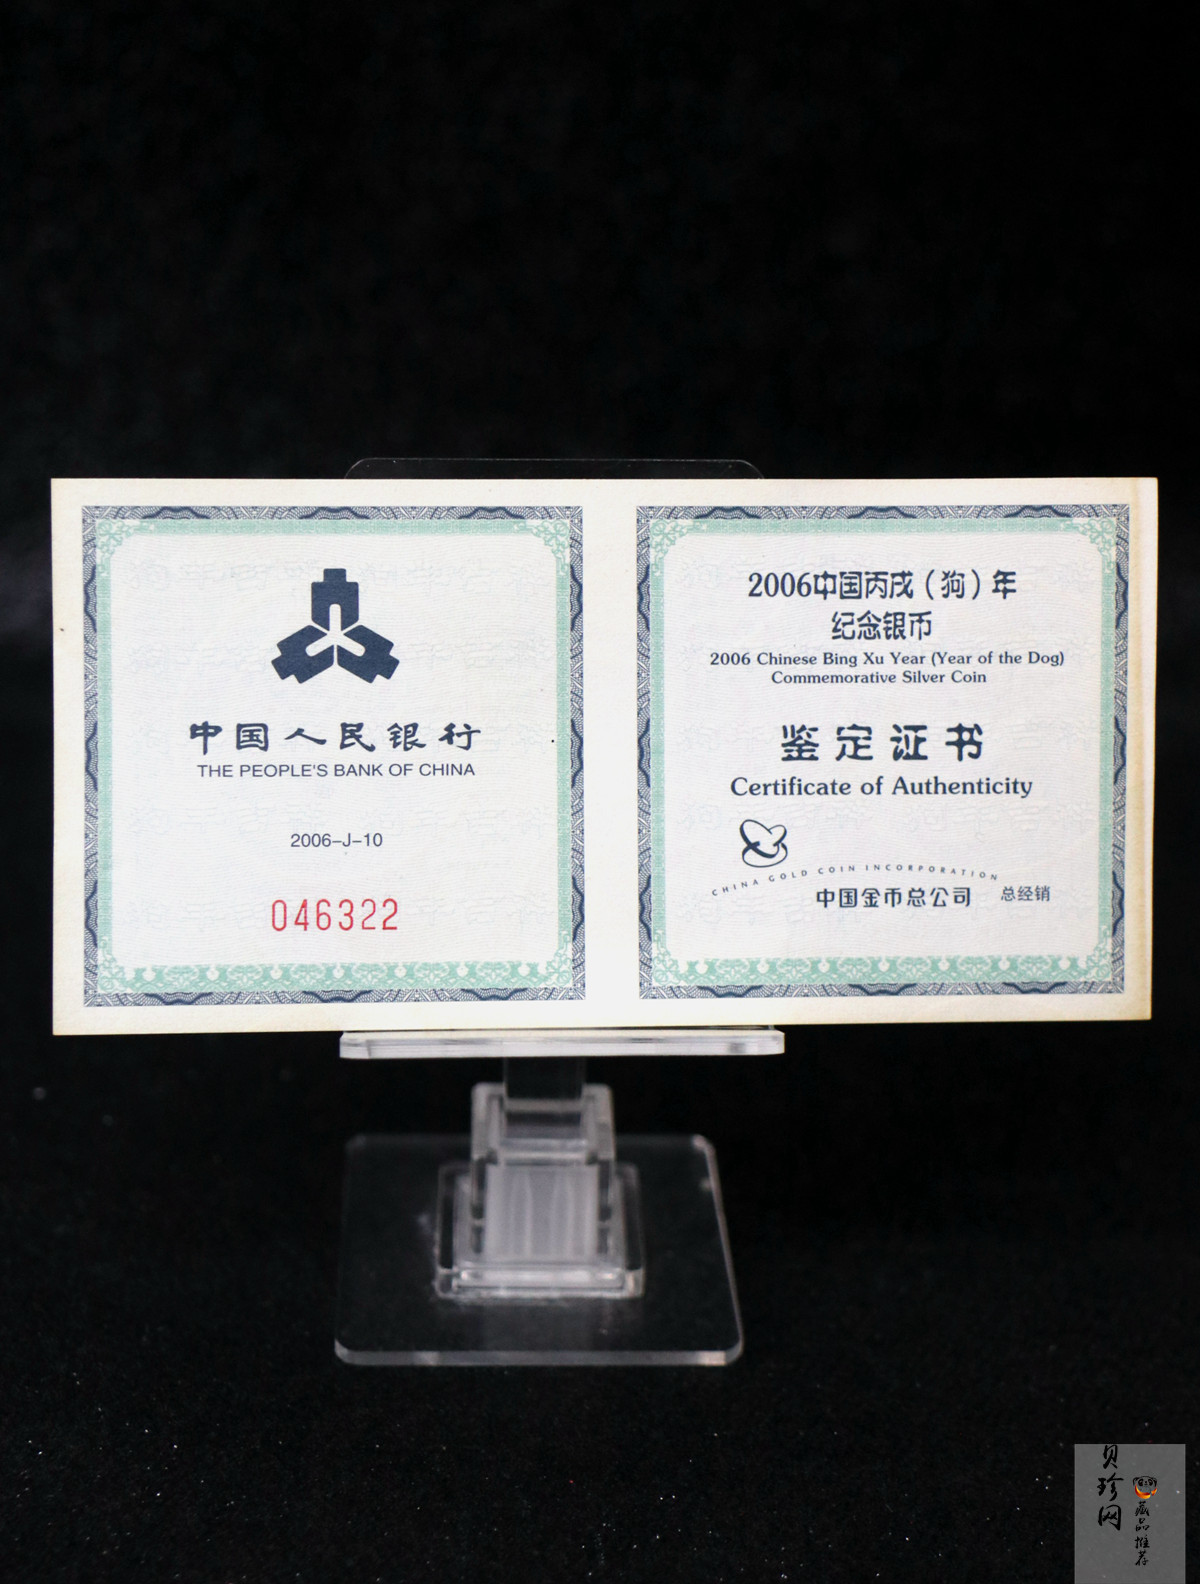 中国人民银行
THE PEOPLE'S BANK OF CHINA
2006-J-10
046322
2006中国丙戌（狗）年
纪念银币
2006 Chinese Bing Xu Year (Year of the Dog)
Commemorative Silver Coin
鉴定证书
Certificate of Authenticity
CHINA GOLD COIN INCORPORATION
中国金币总公司 总经销
贝珍网
藏品推荐